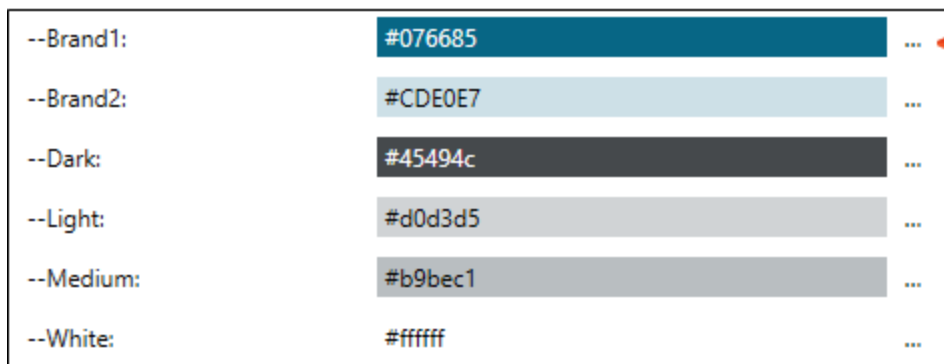 --Brand1: #076685 ...
--Brand2: #CDE0E7 ...
--Dark: #45494c ...
--Light: #d0d3d5 ...
--Medium: #b9bec1 ...
--White: #ffffff ...